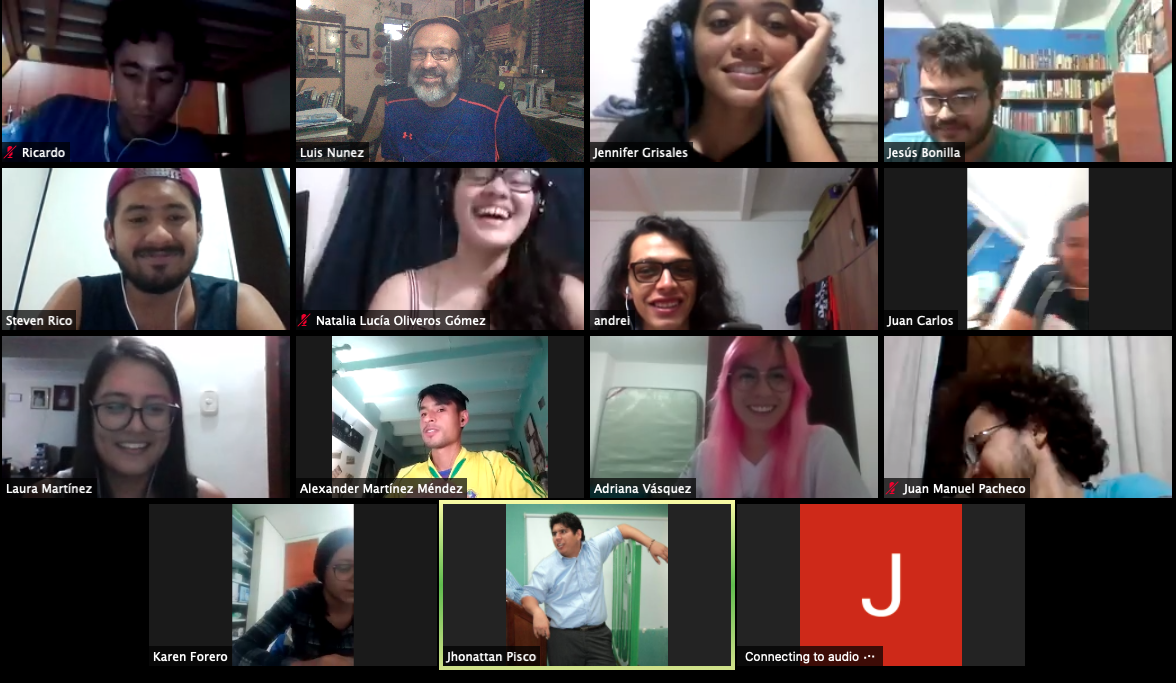 Ricardo
Luis Nunez
Jennifer Grisales
Jesús Bonilla
Steven Rico
Natalia Lucía Oliveros Gómez
andrei
Juan Carlos
Laura Martínez
Alexander Martínez Méndez
Adriana Vásquez
Juan Manuel Pacheco
Karen Forero
Jhonattan Pisco
J
Connecting to audio ···